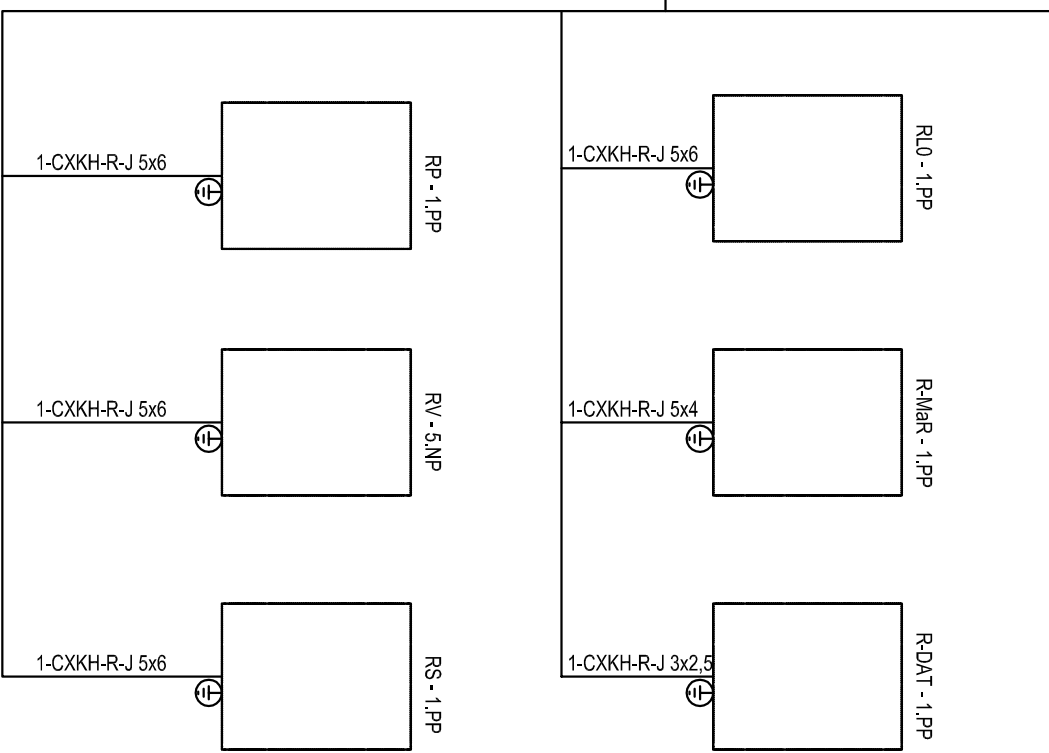 1-CXKH-R-J 5x6
RP - 1.PP
1-CXKH-R-J 5x6
RL0 - 1.PP
1-CXKH-R-J 5x6
RV - 5.NP
1-CXKH-R-J 5x4
R-MaR - 1.PP
1-CXKH-R-J 5x6
RS - 1.PP
1-CXKH-R-J 3x2,5
R-DAT - 1.PP